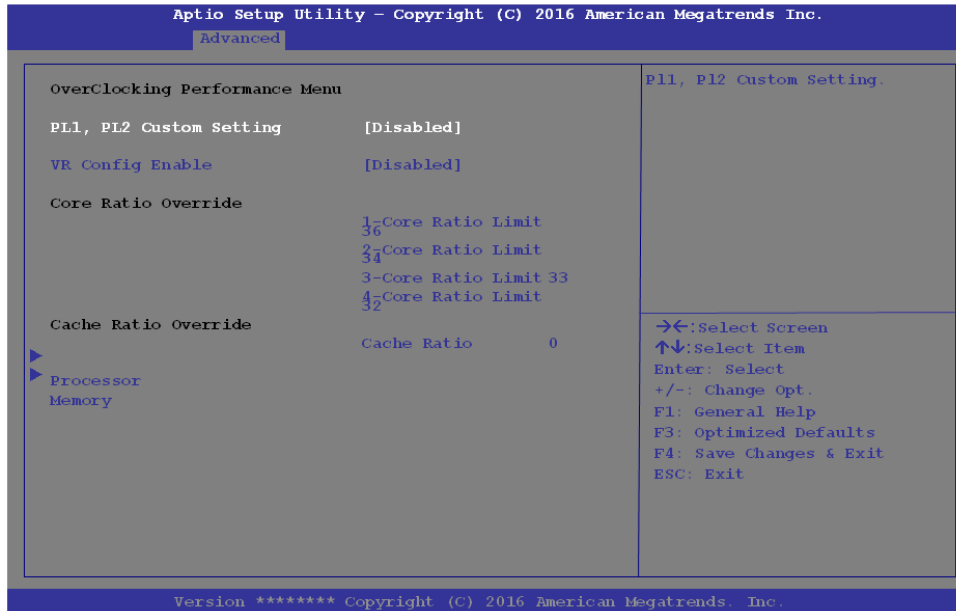 Aptio Setup Utility – Copyright (C) 2016 American Megatrends Inc.
Advanced
OverClocking Performance Menu
PL1, PL2 Custom Setting [Disabled]
VR Config Enable [Disabled]
Core Ratio Override
1-Core Ratio Limit
36
2-Core Ratio Limit
34
3-Core Ratio Limit 33
4-Core Ratio Limit
32
Cache Ratio Override
Cache Ratio 0
Processor
Memory
Pl1, Pl2 Custom Setting.
→←:Select Screen
↑↓:Select Item
Enter: Select
+/-: Change Opt.
F1: General Help
F3: Optimized Defaults
F4: Save Changes & Exit
ESC: Exit
Version ******** Copyright (C) 2016 American Megatrends. Inc.